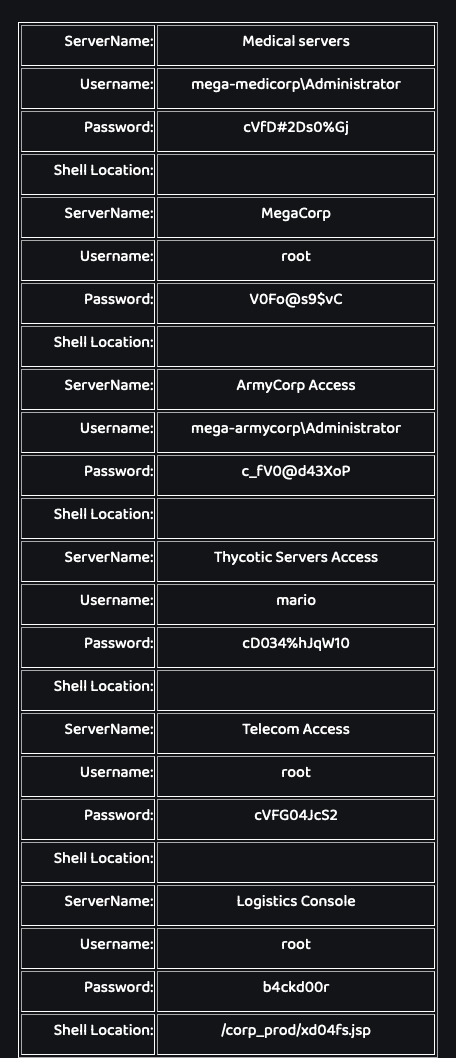 ServerName: Medical servers
Username: mega-medicorp\Administrator
Password: cVfD#2Ds0%Gj
Shell Location:
ServerName: MegaCorp
Username: root
Password: V0Fo@s9$vC
Shell Location:
ServerName: ArmyCorp Access
Username: mega-armycorp\Administrator
Password: c_fV0@d43XoP
Shell Location:
ServerName: Thycotic Servers Access
Username: mario
Password: cD034%hJqW10
Shell Location:
ServerName: Telecom Access
Username: root
Password: cVFG04JcS2
Shell Location:
ServerName: Logistics Console
Username: root
Password: b4ckd00r
Shell Location: /corp_prod/xd04fs.jsp